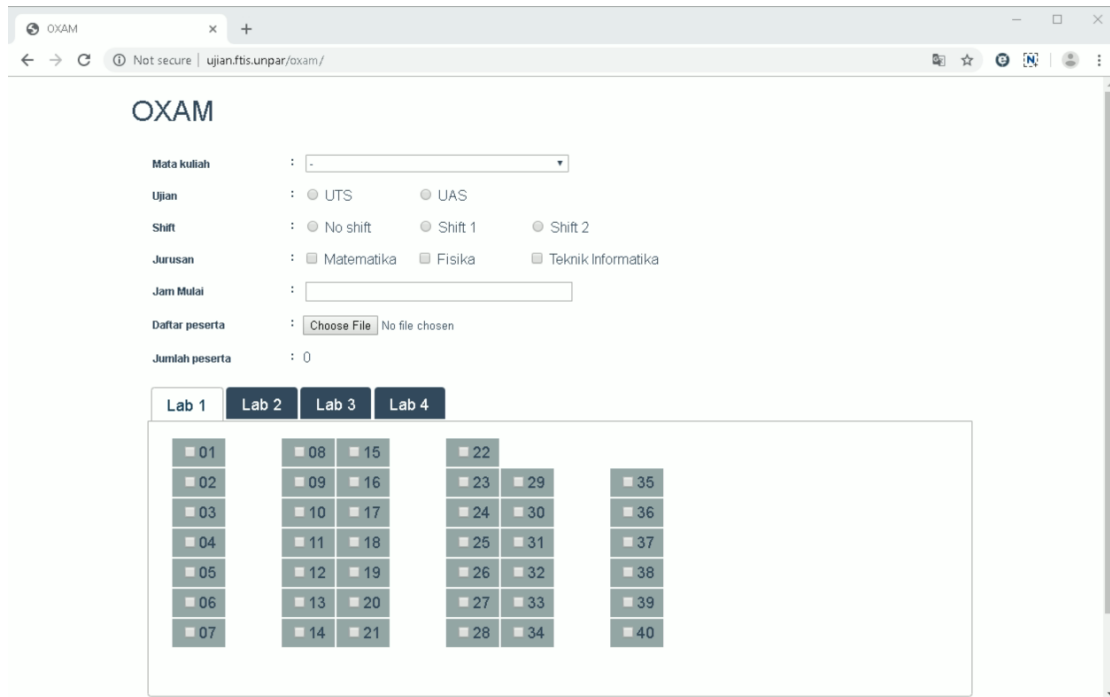 OXAM
Not secure | ujian.ftis.unpar/oxam/
OXAM
Mata kuliah : -
Ujian : UTS UAS
Shift : No shift Shift 1 Shift 2
Jurusan : Matematika Fisika Teknik Informatika
Jam Mulai :
Daftar peserta : Choose File No file chosen
Jumlah peserta : 0
Lab 1 Lab 2 Lab 3 Lab 4
01 08 15 22
02 09 16 23 29 35
03 10 17 24 30 36
04 11 18 25 31 37
05 12 19 26 32 38
06 13 20 27 33 39
07 14 21 28 34 40